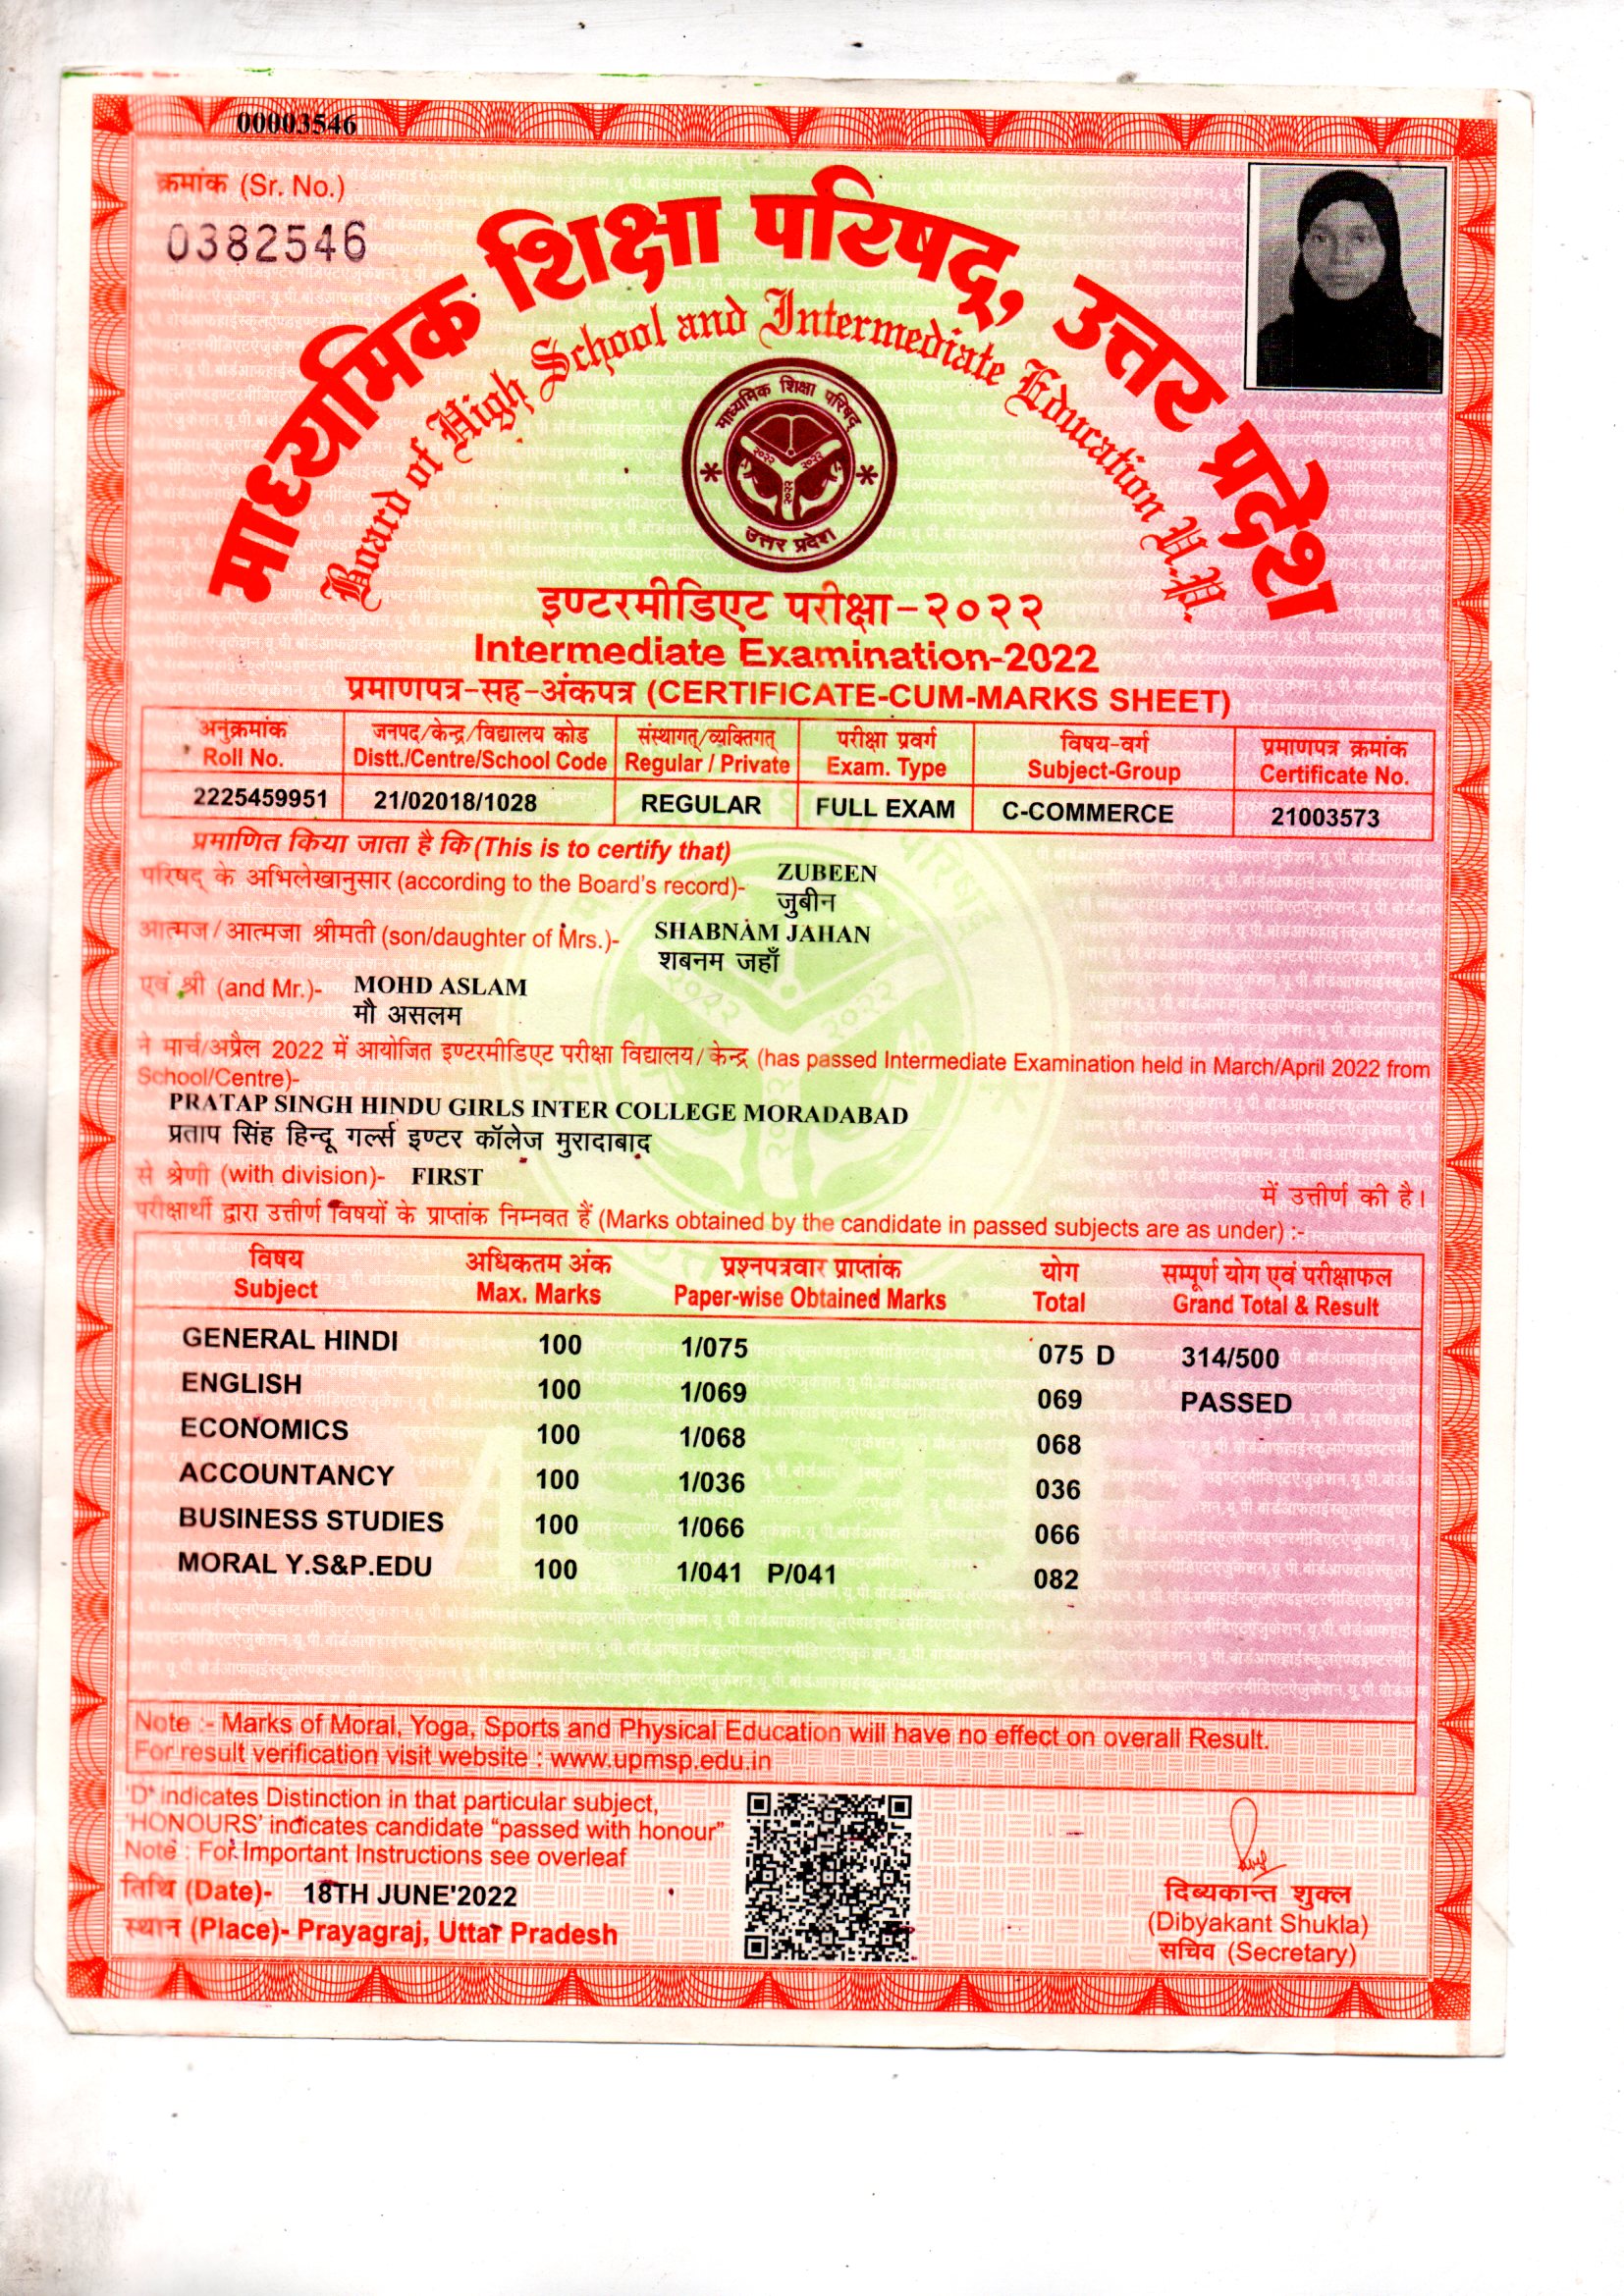 00003546
क्रमांक (Sr. No.)
0382546
माध्यमिक शिक्षा परिषद्, उत्तर प्रदेश
Board of High School and Intermediate Education U.P.
माध्यमिक शिक्षा परिषद्
२०२२ २०२२
२०२२
उत्तर प्रदेश
इण्टरमीडिएट परीक्षा-२०२२
Intermediate Examination-2022
प्रमाणपत्र-सह-अंकपत्र (CERTIFICATE-CUM-MARKS SHEET)
अनुक्रमांक जनपद/केन्द्र/विद्यालय कोड संस्थागत्/व्यक्तिगत् परीक्षा प्रवर्ग विषय-वर्ग प्रमाणपत्र क्रमांक
Roll No. Distt./Centre/School Code Regular / Private Exam. Type Subject-Group Certificate No.
2225459951 21/02018/1028 REGULAR FULL EXAM C-COMMERCE 21003573
प्रमाणित किया जाता है कि (This is to certify that)
परिषद् के अभिलेखानुसार (according to the Board's record)- ZUBEEN
जुबीन
आत्मज/आत्मजा श्रीमती (son/daughter of Mrs.)- SHABNAM JAHAN
शबनम जहाँ
एवं श्री (and Mr.)- MOHD ASLAM
मौ असलम
ने मार्च/अप्रैल 2022 में आयोजित इण्टरमीडिएट परीक्षा विद्यालय/केन्द्र (has passed Intermediate Examination held in March/April 2022 from
School/Centre)-
PRATAP SINGH HINDU GIRLS INTER COLLEGE MORADABAD
प्रताप सिंह हिन्दू गर्ल्स इण्टर कॉलेज मुरादाबाद
से श्रेणी (with division)- FIRST में उत्तीर्ण की है।
परीक्षार्थी द्वारा उत्तीर्ण विषयों के प्राप्तांक निम्नवत हैं (Marks obtained by the candidate in passed subjects are as under) :-
विषय अधिकतम अंक प्रश्नपत्रवार प्राप्तांक योग सम्पूर्ण योग एवं परीक्षाफल
Subject Max. Marks Paper-wise Obtained Marks Total Grand Total & Result
GENERAL HINDI 100 1/075 075 D 314/500
ENGLISH 100 1/069 069 PASSED
ECONOMICS 100 1/068 068
ACCOUNTANCY 100 1/036 036
BUSINESS STUDIES 100 1/066 066
MORAL Y.S&P.EDU 100 1/041 P/041 082
Note :- Marks of Moral, Yoga, Sports and Physical Education will have no effect on overall Result.
For result verification visit website : www.upmsp.edu.in
'D' indicates Distinction in that particular subject,
'HONOURS' indicates candidate "passed with honour"
Note : For Important Instructions see overleaf
तिथि (Date)- 18TH JUNE'2022
स्थान (Place)- Prayagraj, Uttar Pradesh
दिब्यकान्त शुक्ल
(Dibyakant Shukla)
सचिव (Secretary)